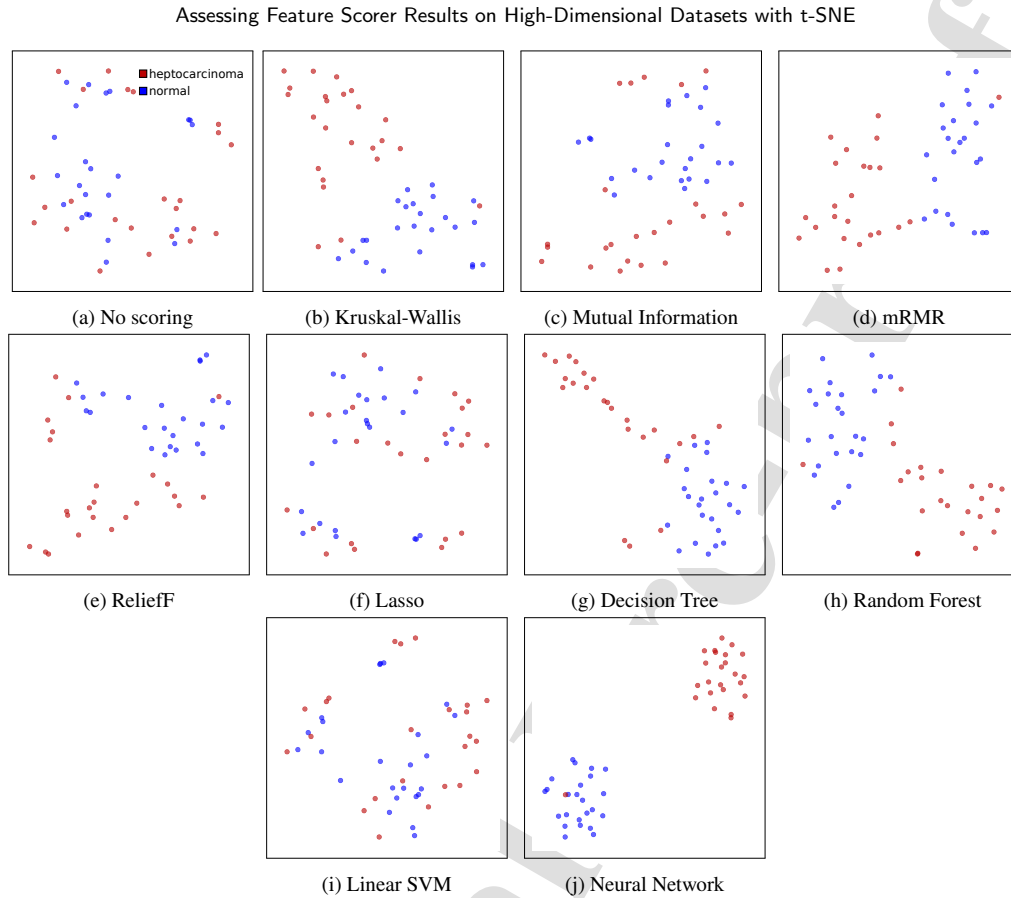 Assessing Feature Scorer Results on High-Dimensional Datasets with t-SNE
heptocarcinoma
normal
(a) No scoring
(b) Kruskal-Wallis
(c) Mutual Information
(d) mRMR
(e) ReliefF
(f) Lasso
(g) Decision Tree
(h) Random Forest
(i) Linear SVM
(j) Neural Network